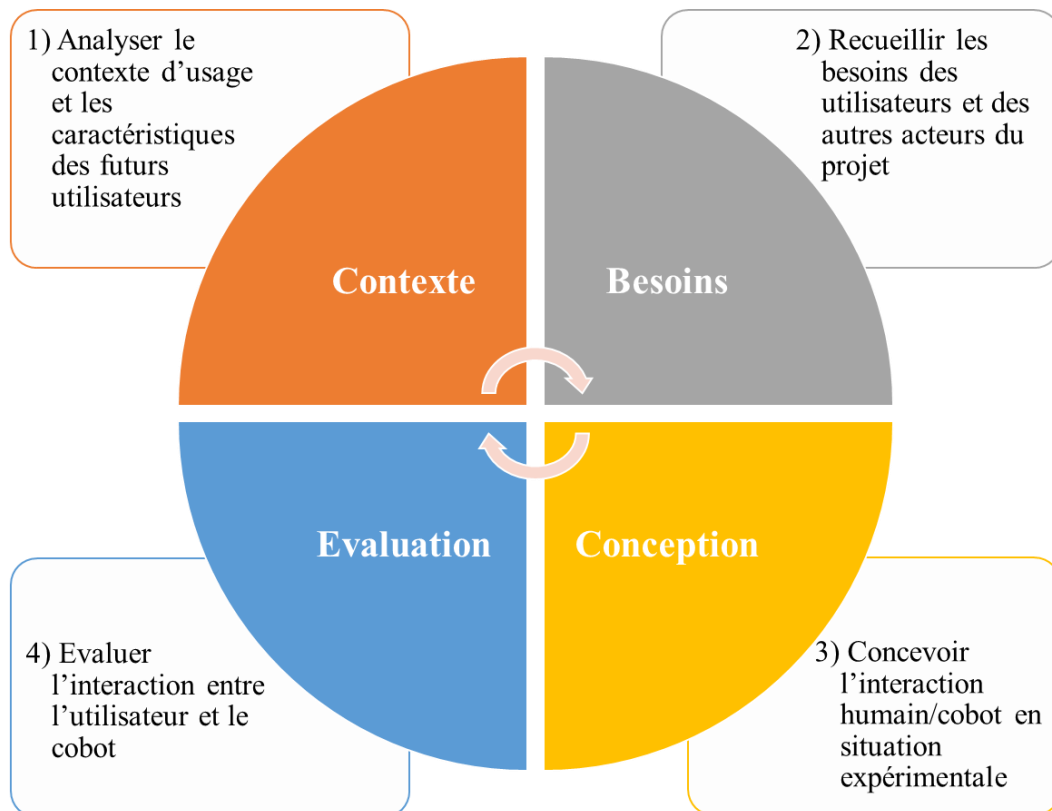 1) Analyser le
contexte d’usage
et les
caractéristiques
des futurs
utilisateurs
2) Recueillir les
besoins des
utilisateurs et des
autres acteurs du
projet
Contexte
Besoins
Evaluation
Conception
4) Evaluer
l’interaction entre
l’utilisateur et le
cobot
3) Concevoir
l’interaction
humain/cobot en
situation
expérimentale